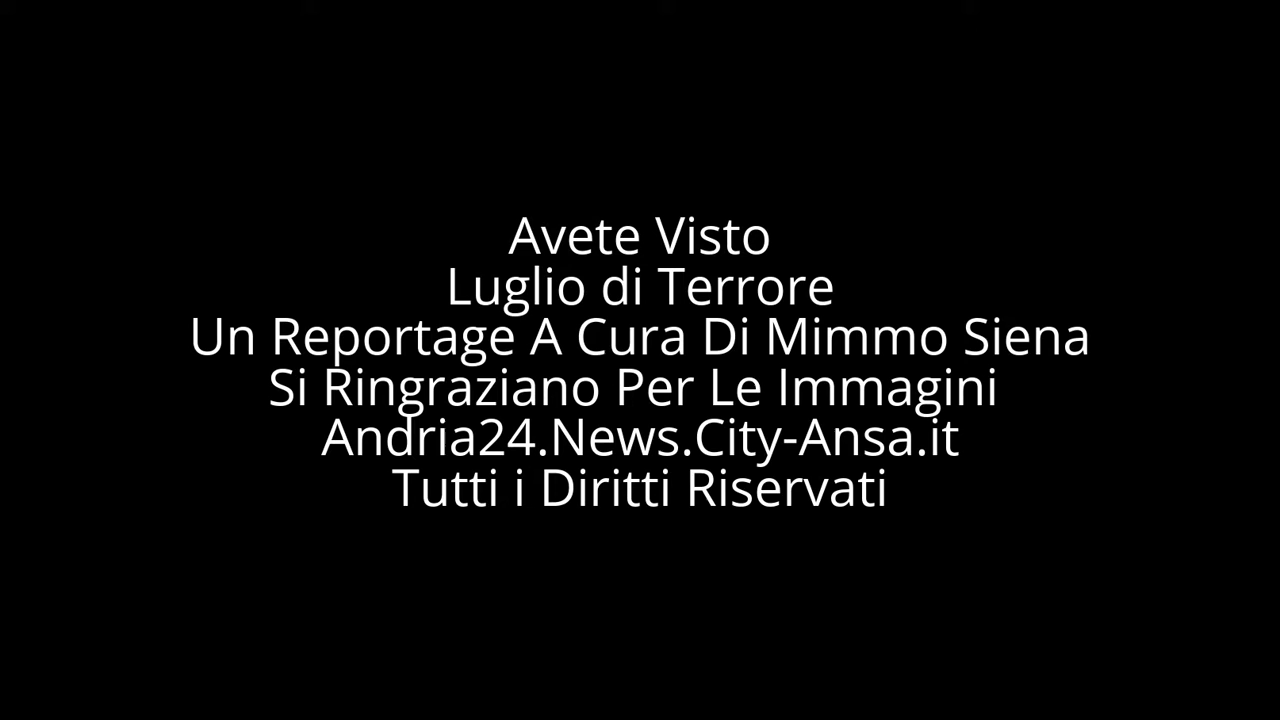 Avete Visto
Luglio di Terrore
Un Reportage A Cura Di Mimmo Siena
Si Ringraziano Per Le Immagini
Andria24.News.City-Ansa.it
Tutti i Diritti Riservati